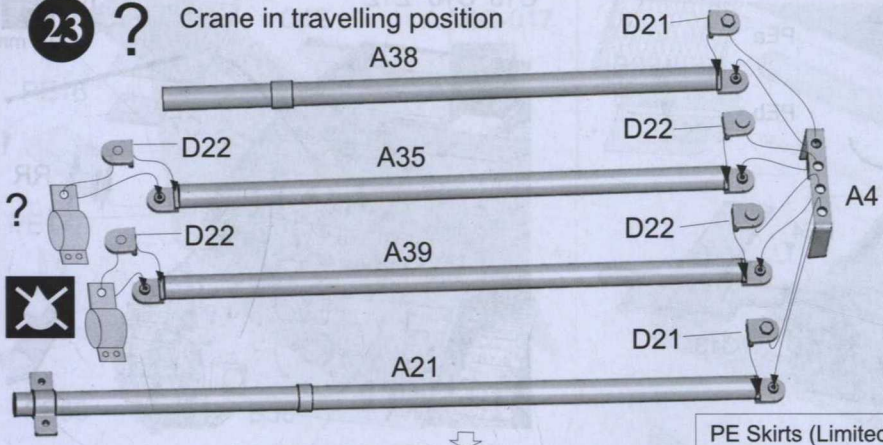 23 ? Crane in travelling position
D21
A38
D22
D22
A35
?
A4
D22
D22
A39
D21
A21
PE Skirts (Limited